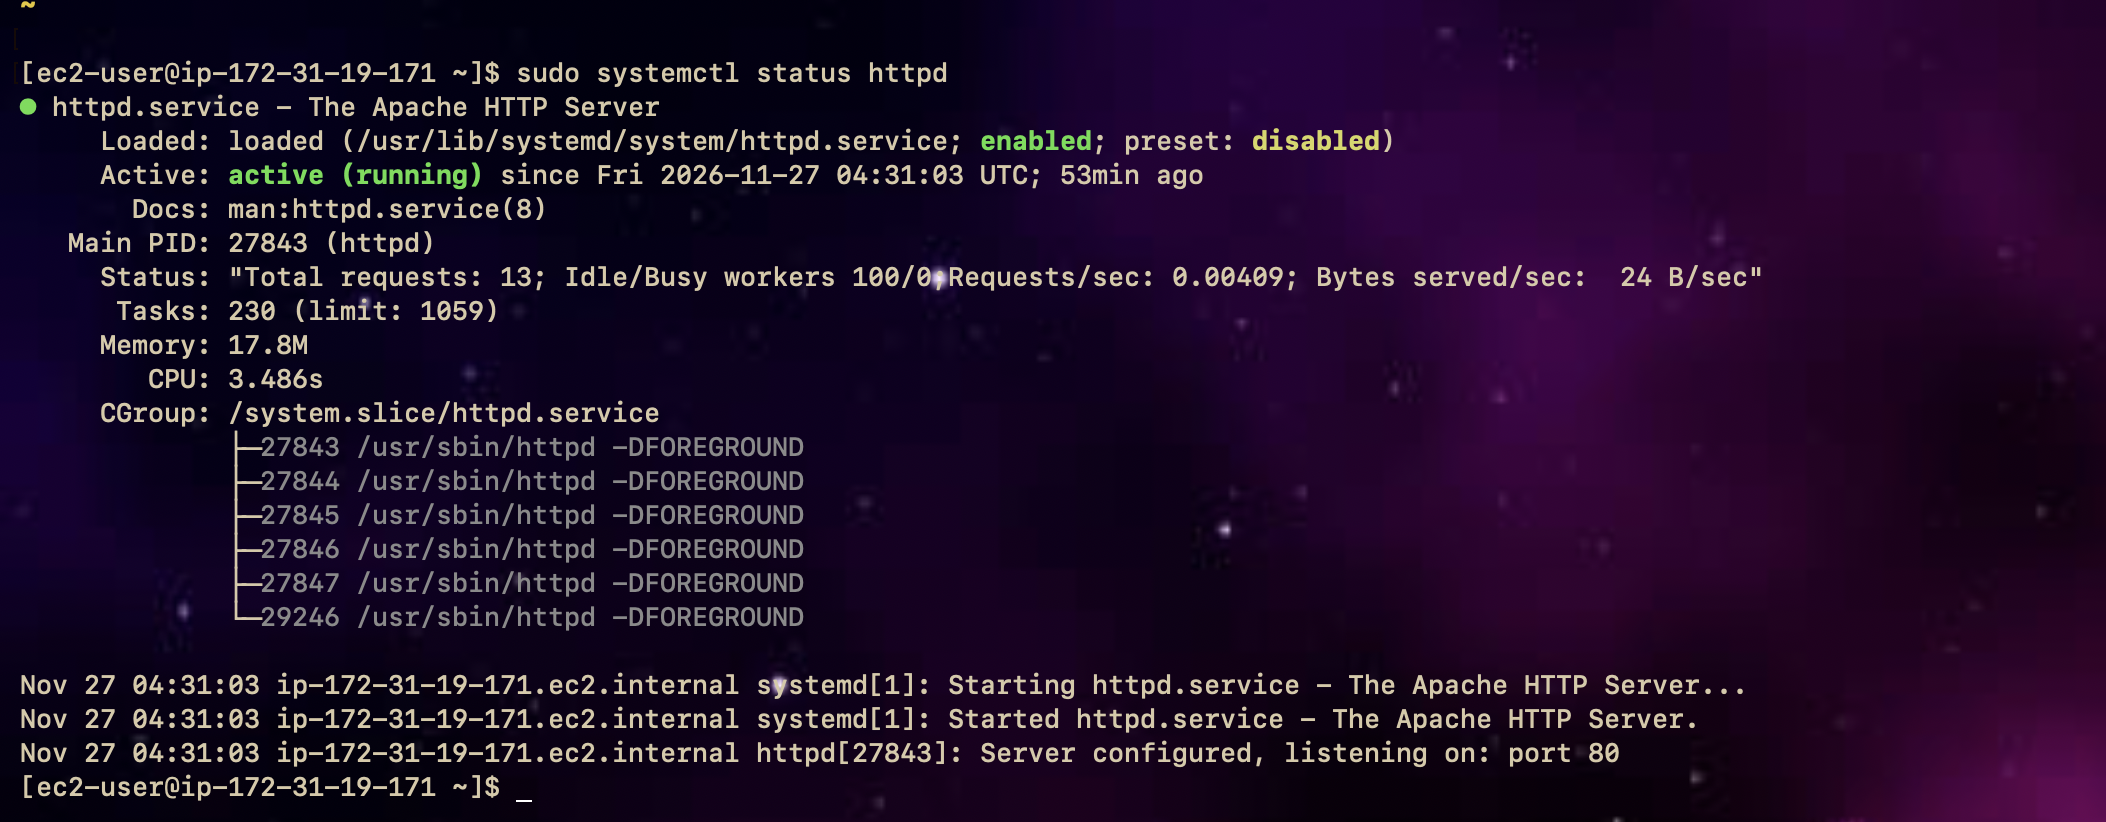 ~
[
[ec2-user@ip-172-31-19-171 ~]$ sudo systemctl status httpd
● httpd.service - The Apache HTTP Server
     Loaded: loaded (/usr/lib/systemd/system/httpd.service; enabled; preset: disabled)
     Active: active (running) since Fri 2026-11-27 04:31:03 UTC; 53min ago
       Docs: man:httpd.service(8)
   Main PID: 27843 (httpd)
     Status: "Total requests: 13; Idle/Busy workers 100/0;Requests/sec: 0.00409; Bytes served/sec:  24 B/sec"
      Tasks: 230 (limit: 1059)
     Memory: 17.8M
        CPU: 3.486s
     CGroup: /system.slice/httpd.service
             ├─27843 /usr/sbin/httpd -DFOREGROUND
             ├─27844 /usr/sbin/httpd -DFOREGROUND
             ├─27845 /usr/sbin/httpd -DFOREGROUND
             ├─27846 /usr/sbin/httpd -DFOREGROUND
             ├─27847 /usr/sbin/httpd -DFOREGROUND
             └─29246 /usr/sbin/httpd -DFOREGROUND
Nov 27 04:31:03 ip-172-31-19-171.ec2.internal systemd[1]: Starting httpd.service - The Apache HTTP Server...
Nov 27 04:31:03 ip-172-31-19-171.ec2.internal systemd[1]: Started httpd.service - The Apache HTTP Server.
Nov 27 04:31:03 ip-172-31-19-171.ec2.internal httpd[27843]: Server configured, listening on: port 80
[ec2-user@ip-172-31-19-171 ~]$ _